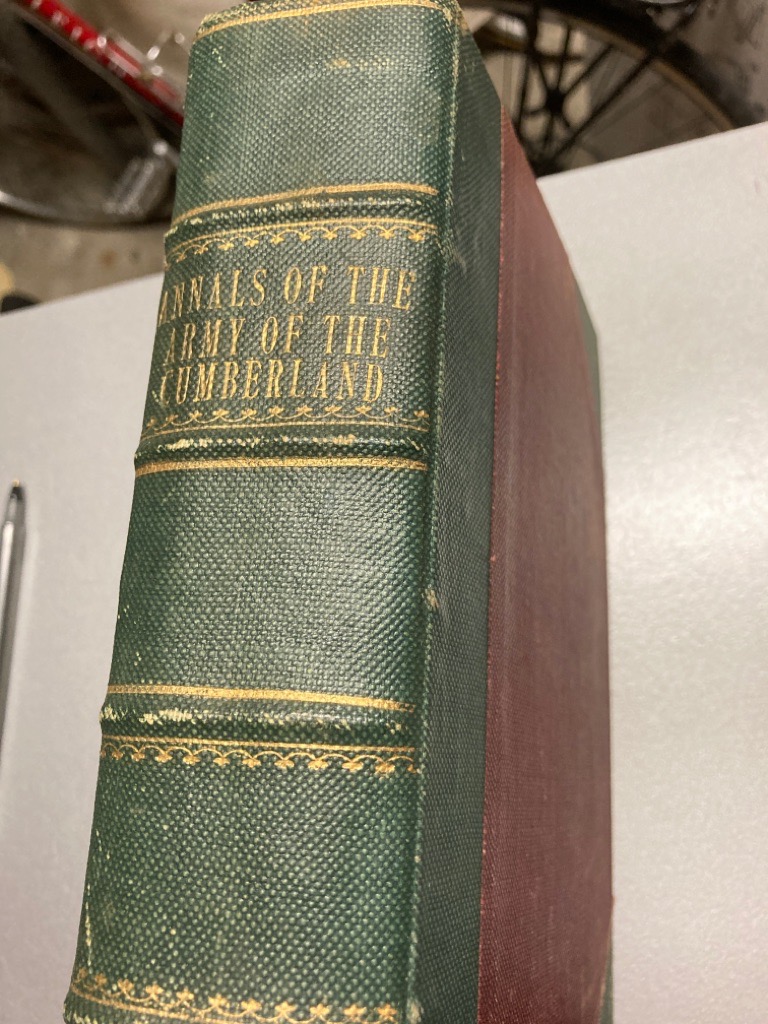 ANNALS OF THE
ARMY OF THE
CUMBERLAND